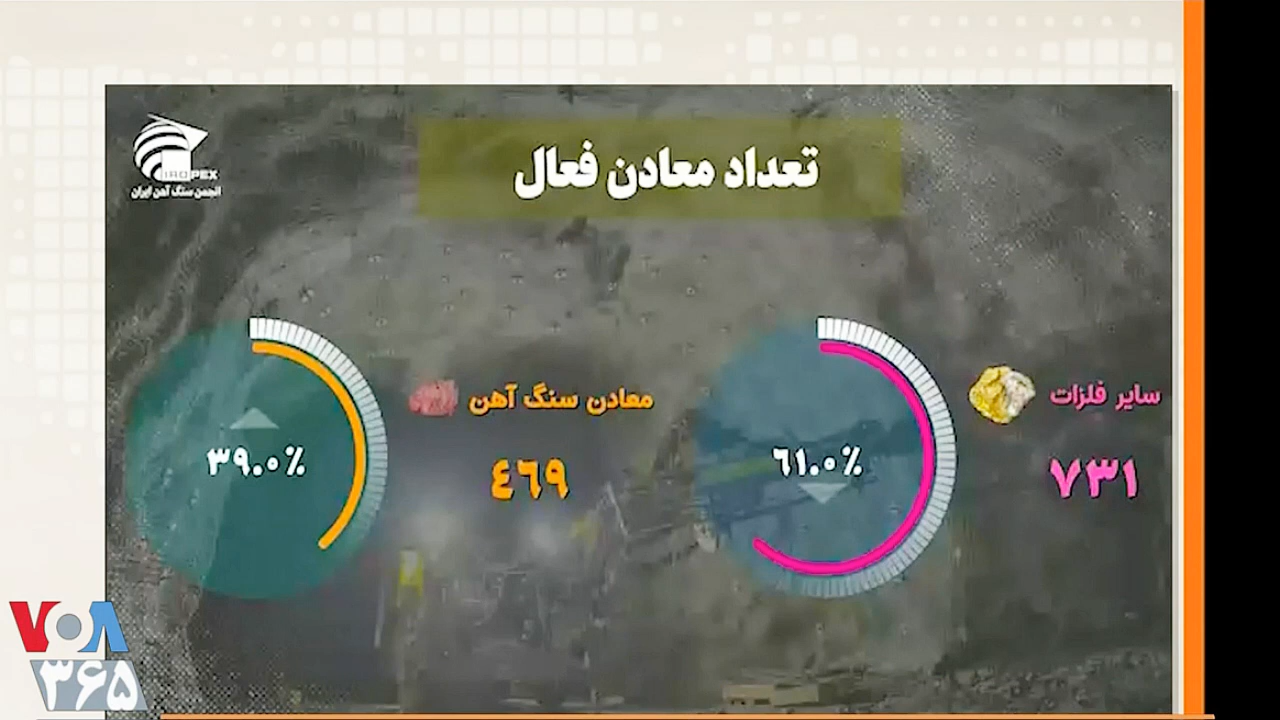 IROPEX
انجمن سنگ آهن ایران
تعداد معادن فعال
سایر فلزات
۷۳۱
۶۱.۰٪
معادن سنگ آهن
٤٦٩
۳۹.۰٪
VOA
۳۶۵